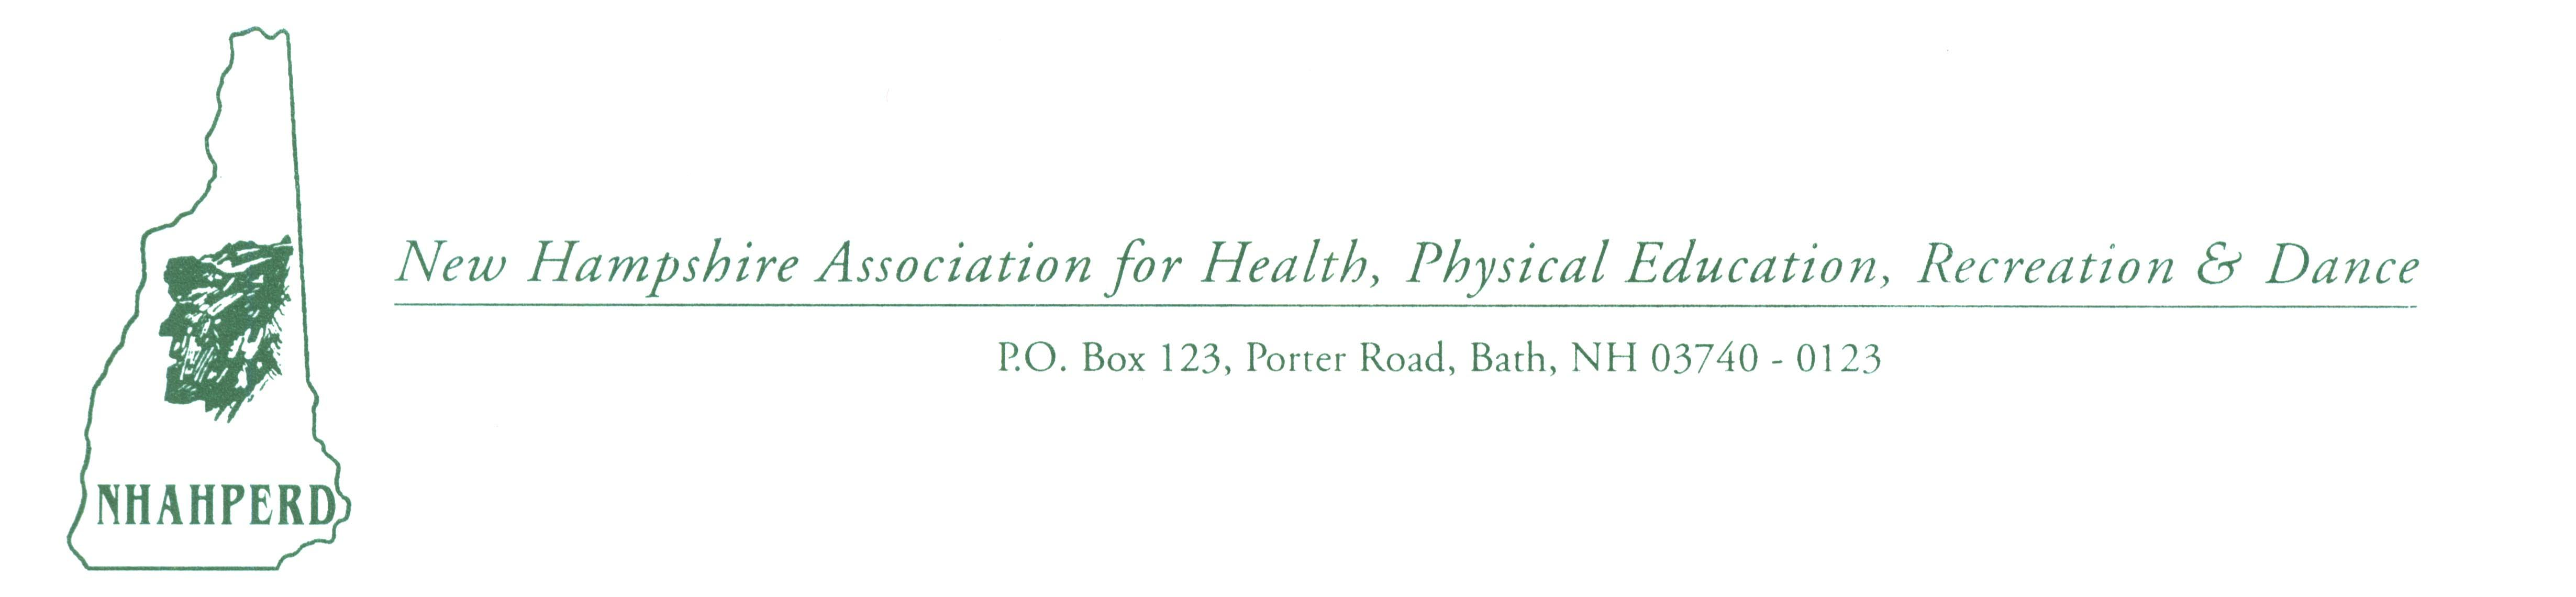 New Hampshire Association for Health, Physical Education, Recreation & Dance
P.O. Box 123, Porter Road, Bath, NH 03740 - 0123
NHAHPERD